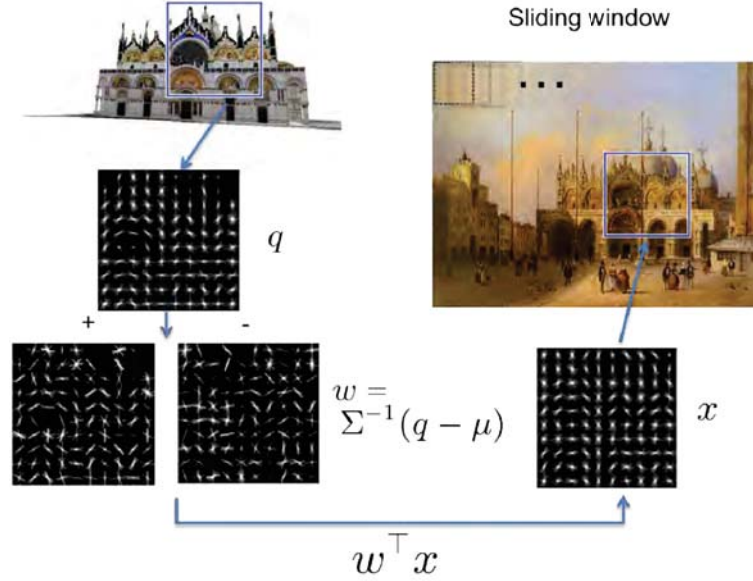 Sliding window
q
+ -
w =
Σ⁻¹(q − μ)
x
w⊤x